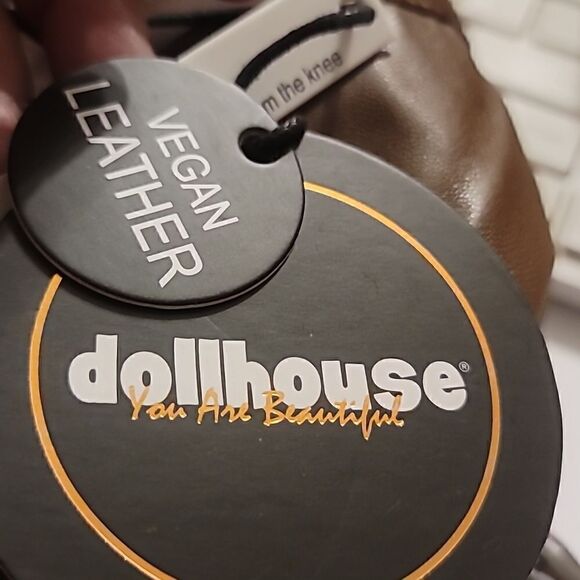 m the knee
VEGAN
LEATHER
dollhouse®
You Are Beautiful